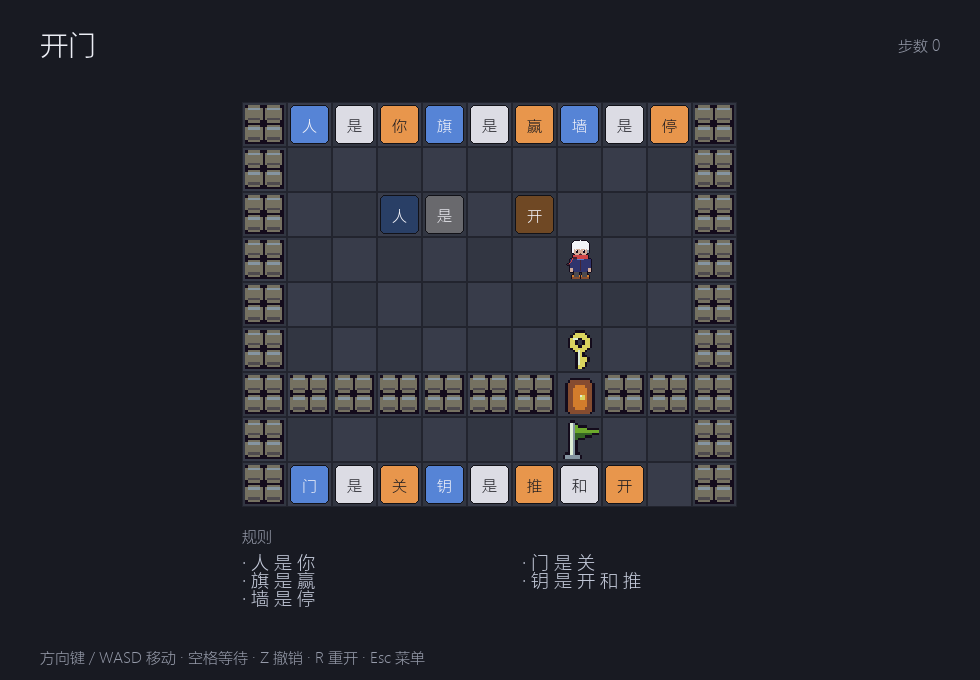 开门
步数 0
人 是 你 旗 是 赢 墙 是 停
人 是 开
门 是 关 钥 是 推 和 开
规则
· 人 是 你
· 旗 是 赢
· 墙 是 停
· 门 是 关
· 钥 是 开 和 推
方向键 / WASD 移动 · 空格等待 · Z 撤销 · R 重开 · Esc 菜单